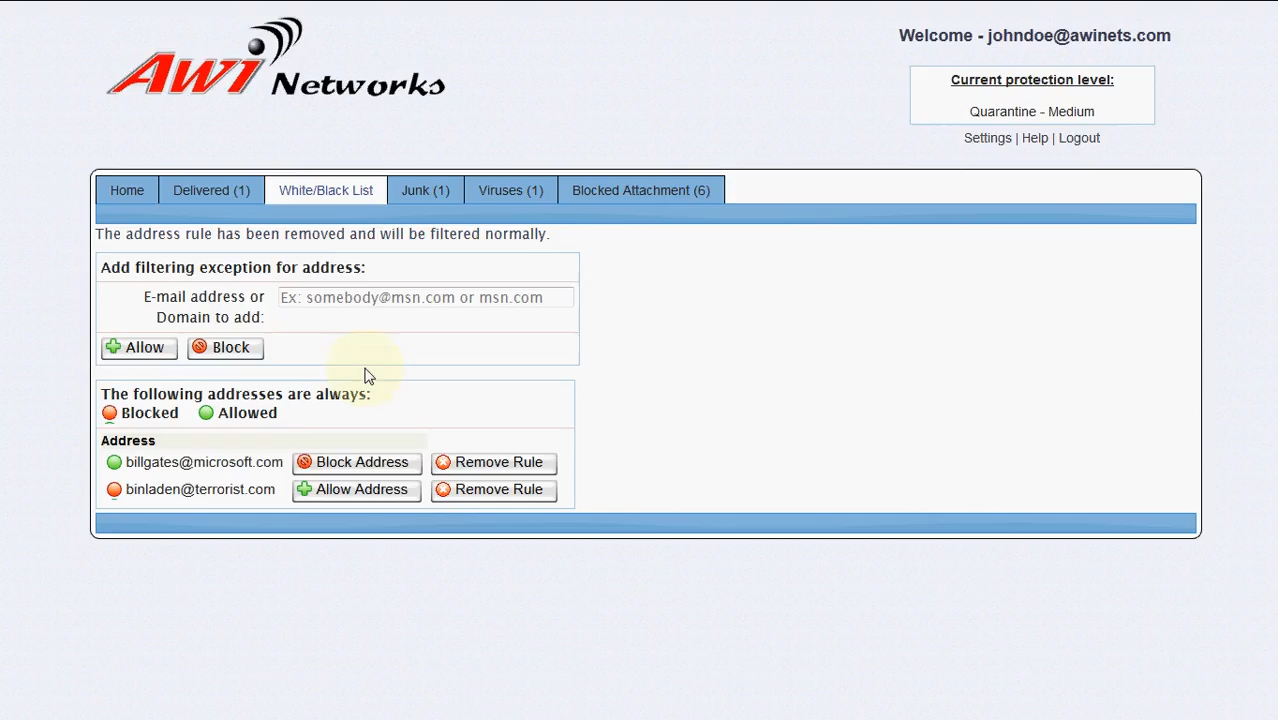 Awi Networks
Welcome - johndoe@awinets.com
Current protection level:
Quarantine - Medium
Settings | Help | Logout
Home Delivered (1) White/Black List Junk (1) Viruses (1) Blocked Attachment (6)
The address rule has been removed and will be filtered normally.
Add filtering exception for address:
E-mail address or Ex: somebody@msn.com or msn.com
Domain to add:
Allow Block
The following addresses are always:
Blocked Allowed
Address
billgates@microsoft.com Block Address Remove Rule
binladen@terrorist.com Allow Address Remove Rule